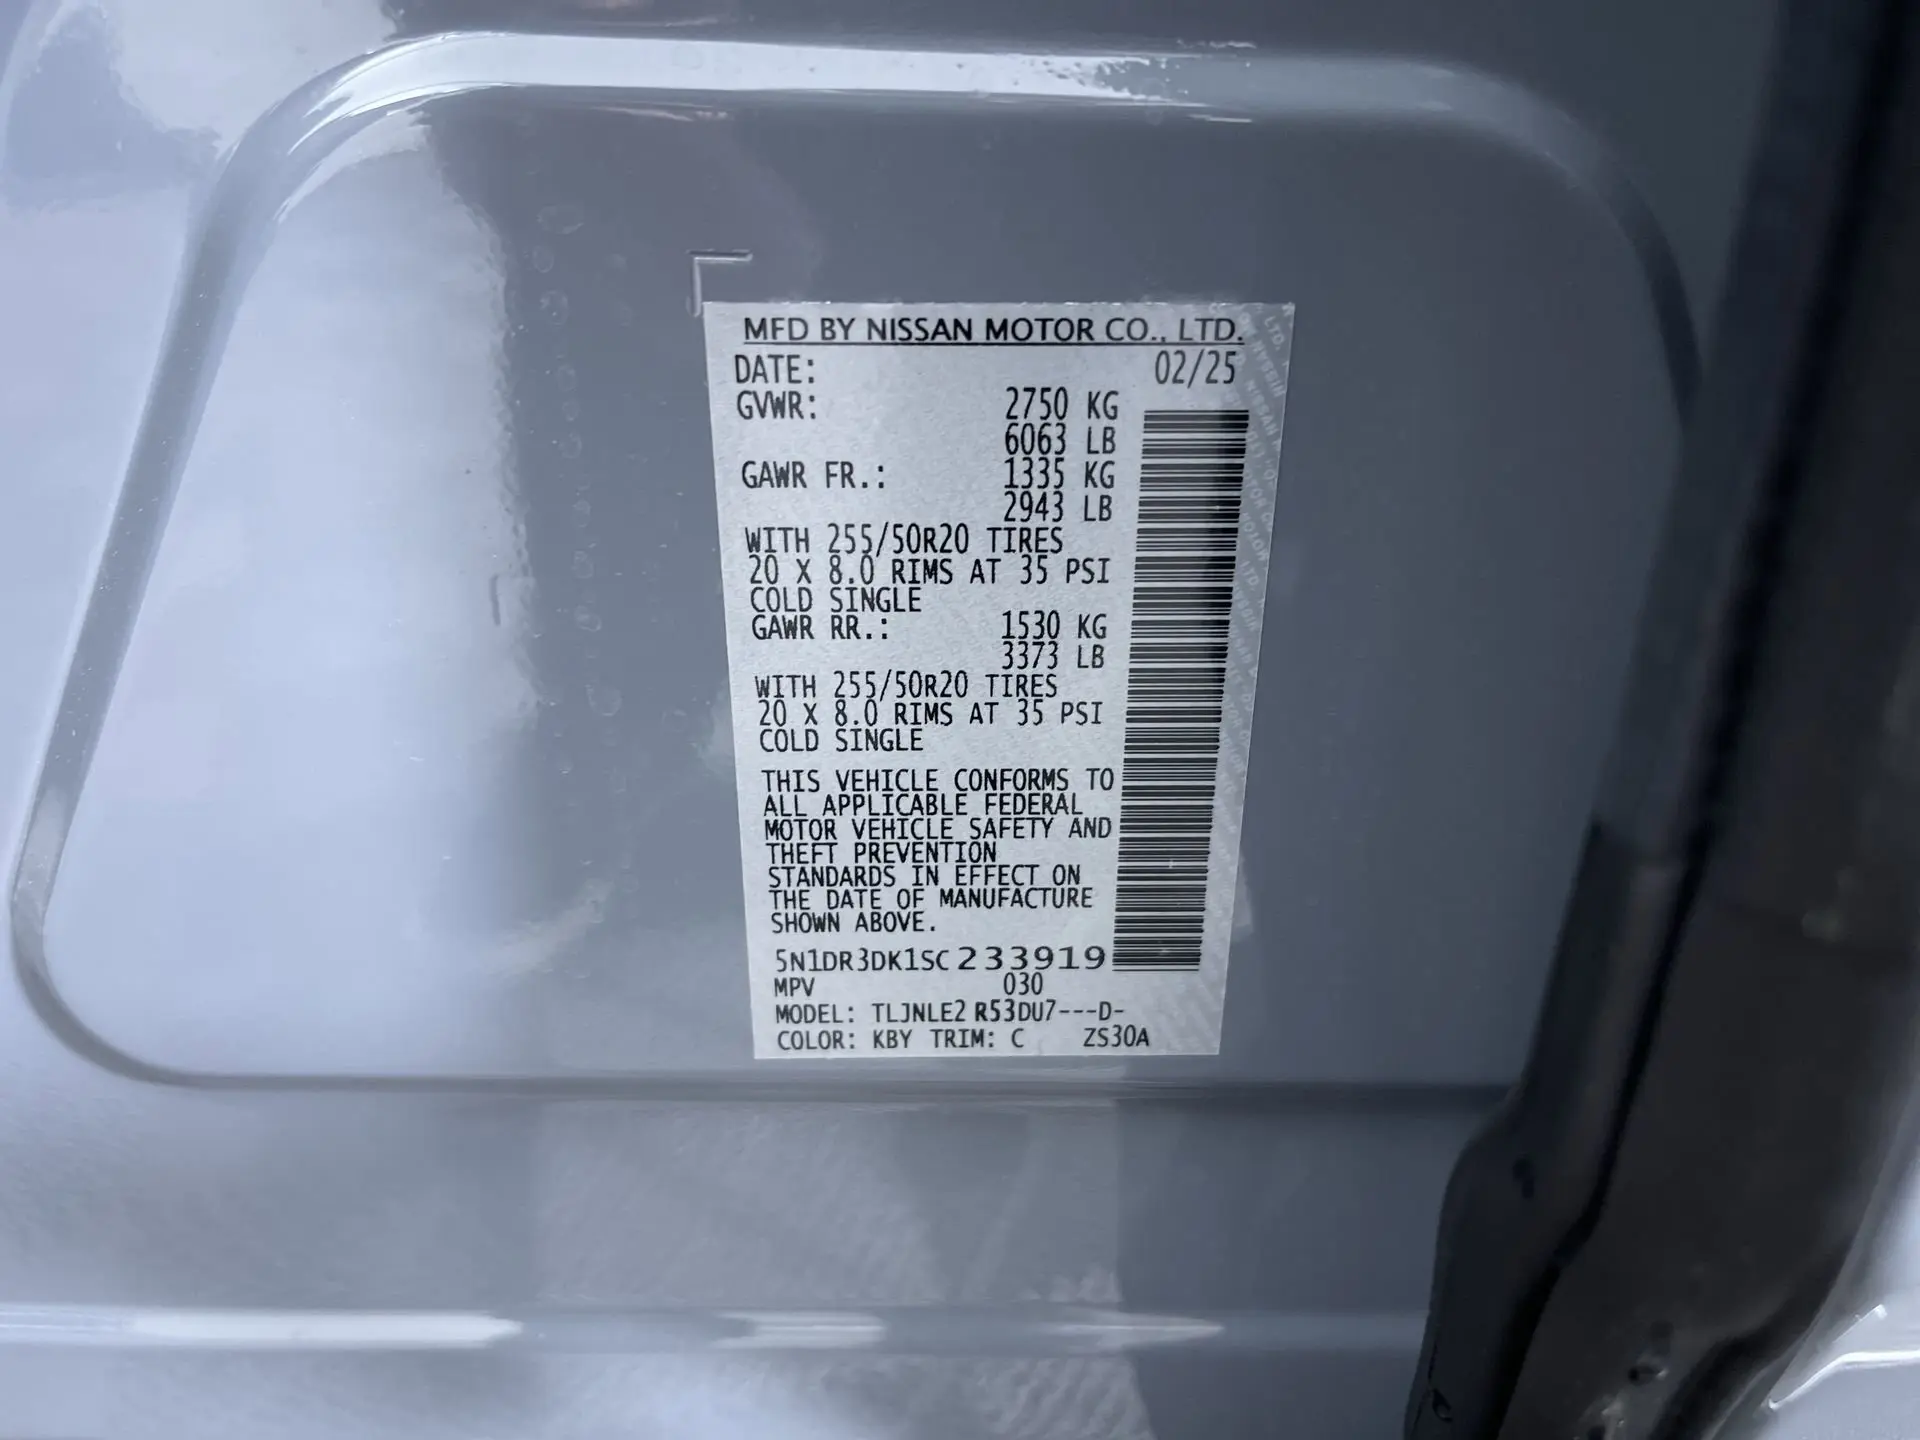 MFD BY NISSAN MOTOR CO., LTD.
DATE: 02/25
GVWR: 2750 KG
6063 LB
GAWR FR.: 1335 KG
2943 LB
WITH 255/50R20 TIRES
20 X 8.0 RIMS AT 35 PSI
COLD SINGLE
GAWR RR.: 1530 KG
3373 LB
WITH 255/50R20 TIRES
20 X 8.0 RIMS AT 35 PSI
COLD SINGLE
THIS VEHICLE CONFORMS TO
ALL APPLICABLE FEDERAL
MOTOR VEHICLE SAFETY AND
THEFT PREVENTION
STANDARDS IN EFFECT ON
THE DATE OF MANUFACTURE
SHOWN ABOVE.
5N1DR3DK1SC233919
MPV 030
MODEL: TLJNLE2 R53DU7---D-
COLOR: KBY TRIM: C ZS30A